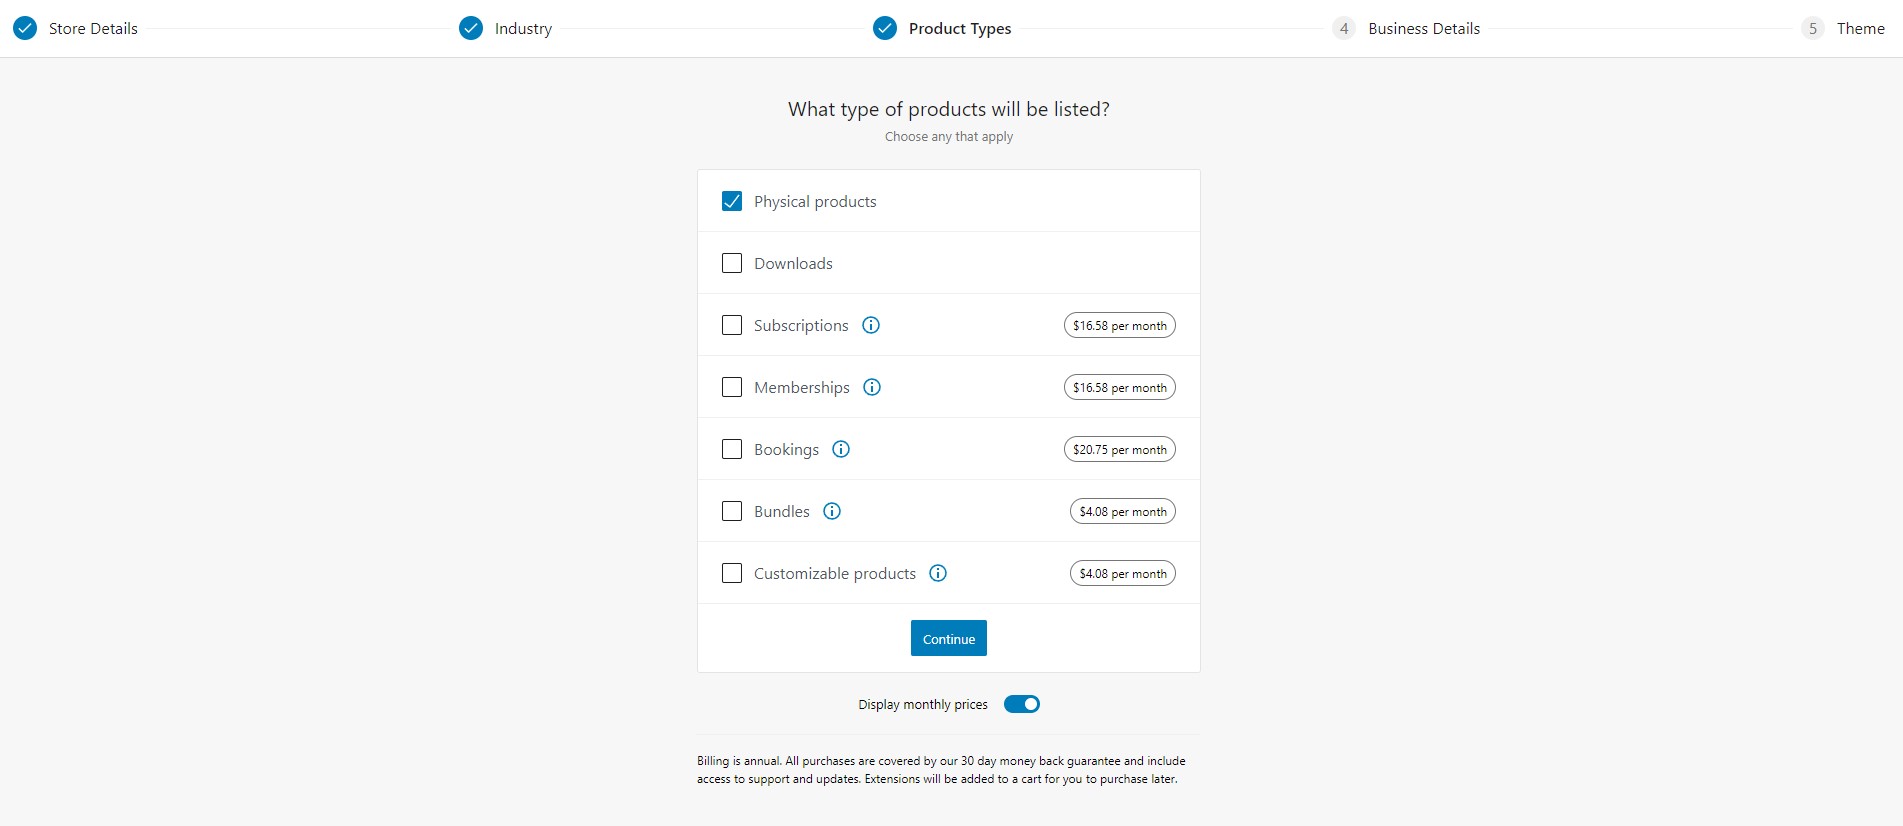 Store Details
Industry
Product Types
4 Business Details
5 Theme
What type of products will be listed?
Choose any that apply
Physical products
Downloads
Subscriptions $16.58 per month
Memberships $16.58 per month
Bookings $20.75 per month
Bundles $4.08 per month
Customizable products $4.08 per month
Continue
Display monthly prices
Billing is annual. All purchases are covered by our 30 day money back guarantee and include
access to support and updates. Extensions will be added to a cart for you to purchase later.